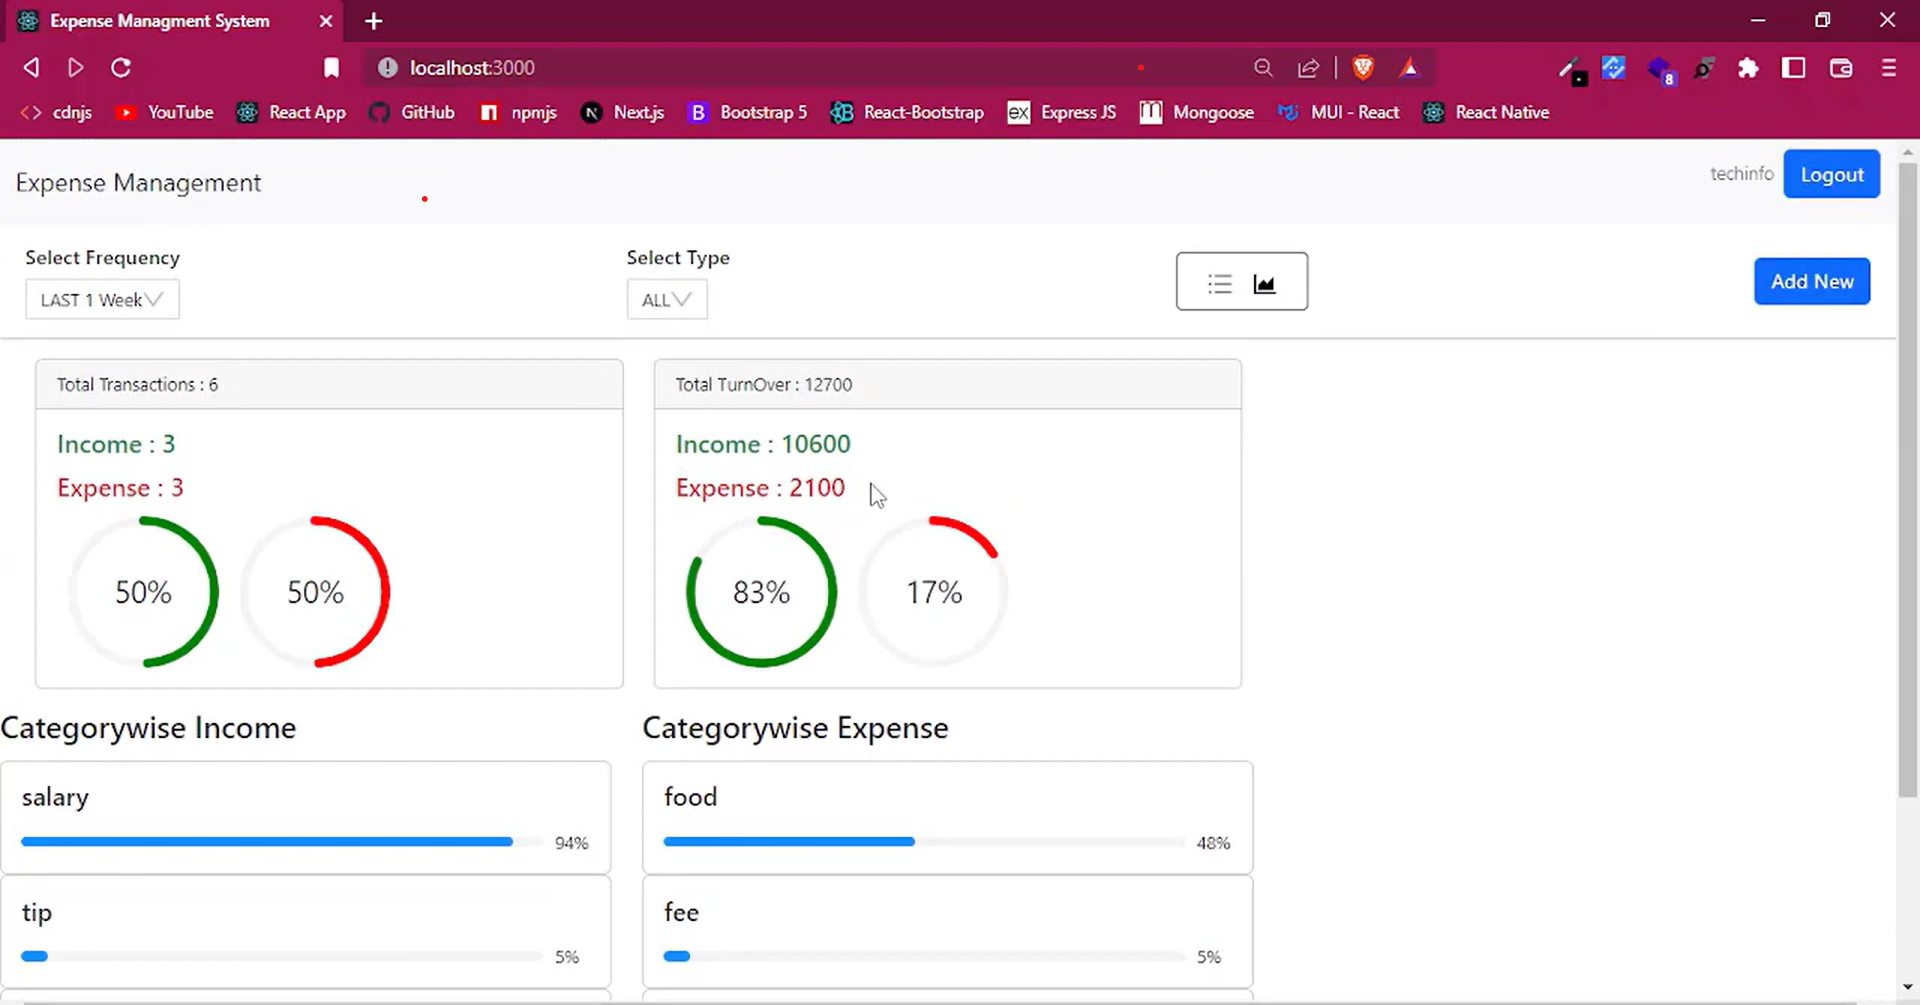 Expense Managment System
localhost:3000
8
cdnjs YouTube React App GitHub npmjs Next.js Bootstrap 5 React-Bootstrap Express JS Mongoose MUI - React React Native
Expense Management
techinfo Logout
Select Frequency
LAST 1 Week
Select Type
ALL
Add New
Total Transactions : 6
Income : 3
Expense : 3
50% 50%
Total TurnOver : 12700
Income : 10600
Expense : 2100
83% 17%
Categorywise Income
salary
94%
tip
5%
Categorywise Expense
food
48%
fee
5%